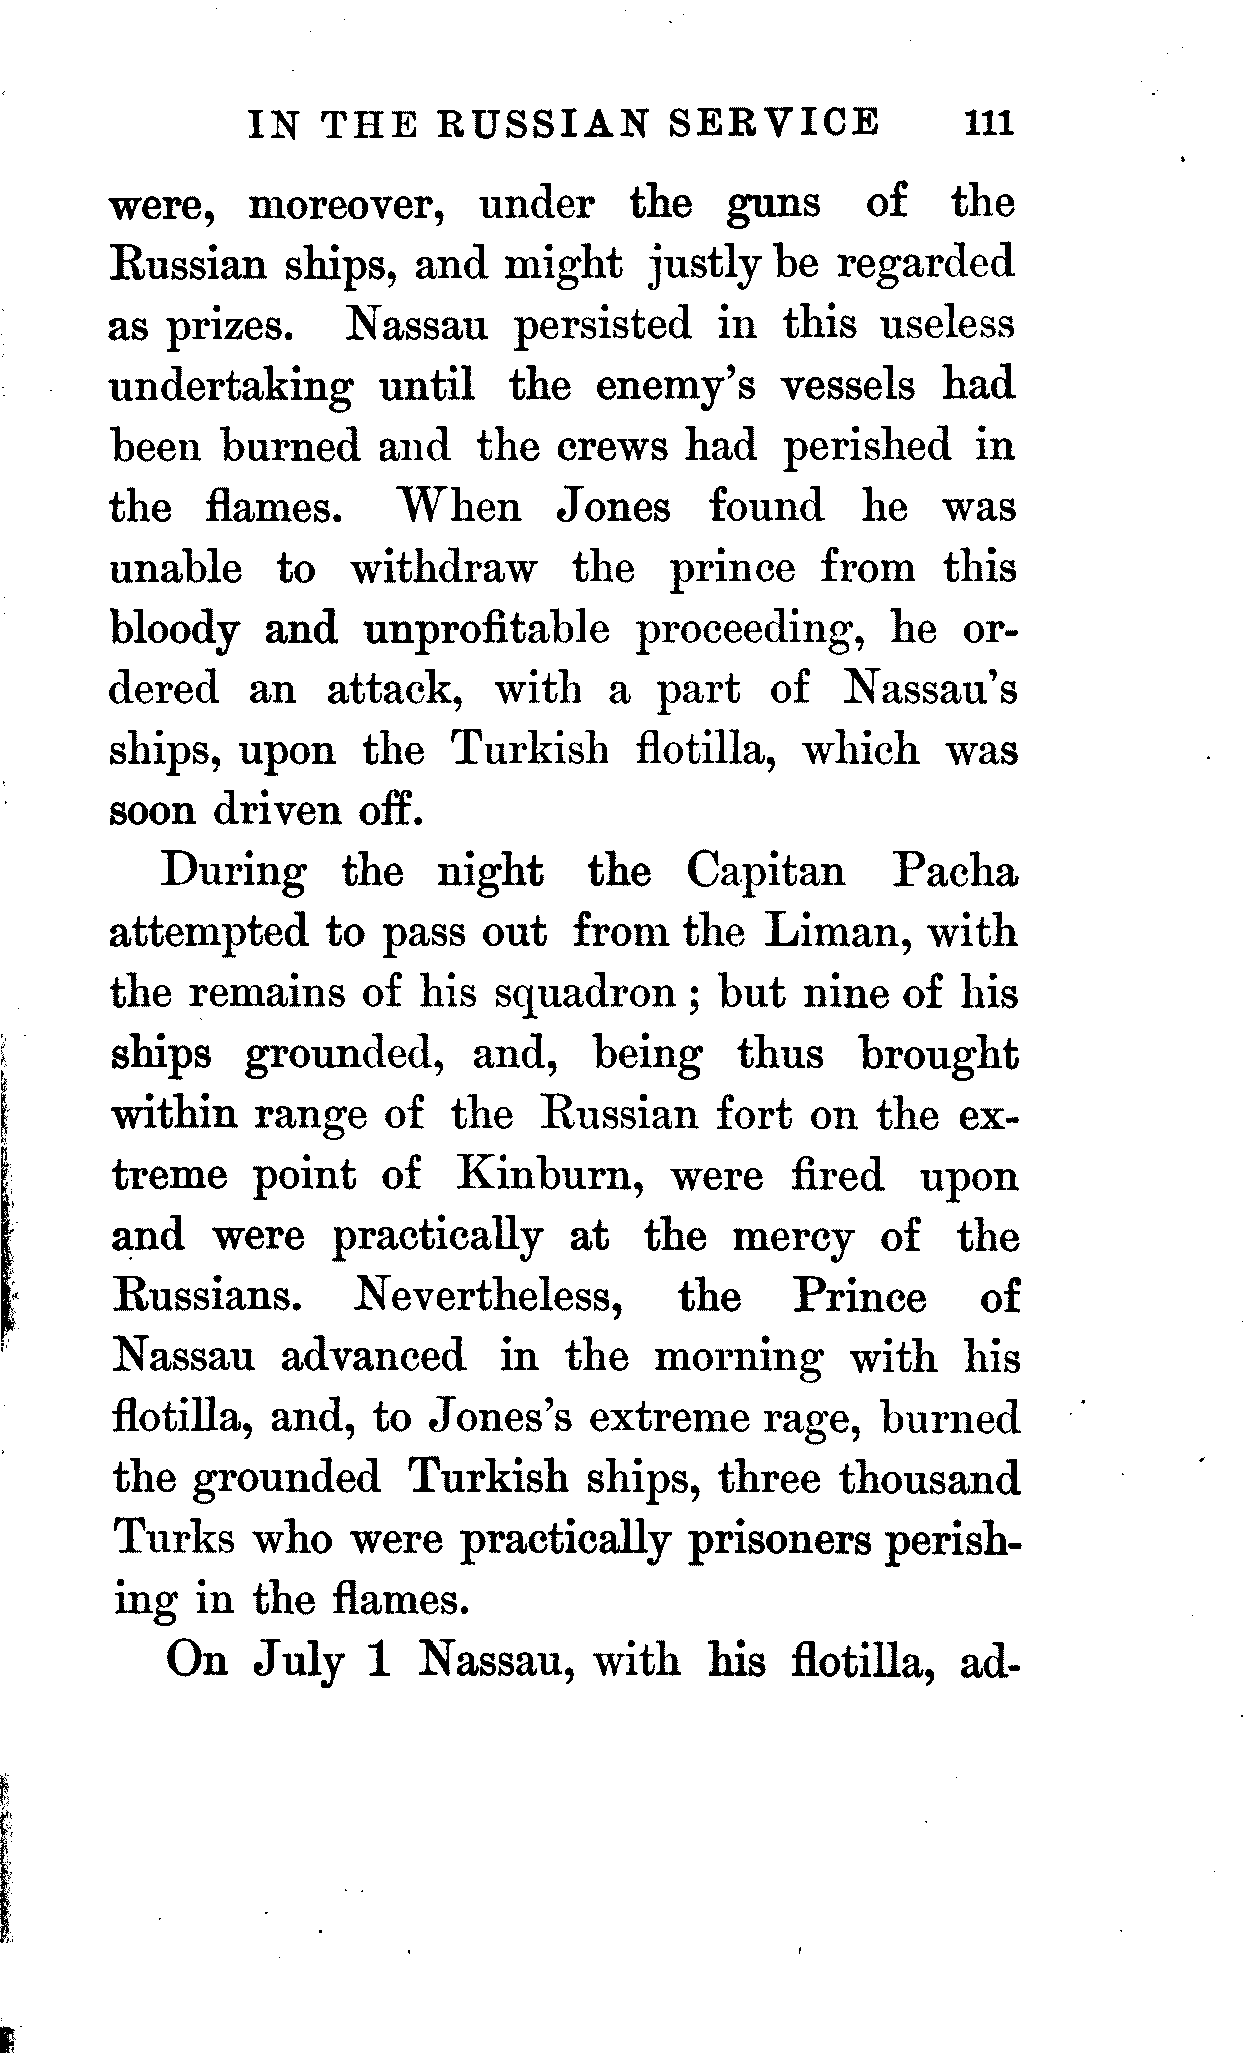 IN THE RUSSIAN SERVICE 111
were, moreover, under the guns of the
Russian ships, and might justly be regarded
as prizes. Nassau persisted in this useless
undertaking until the enemy's vessels had
been burned and the crews had perished in
the flames. When Jones found he was
unable to withdraw the prince from this
bloody and unprofitable proceeding, he or-
dered an attack, with a part of Nassau's
ships, upon the Turkish flotilla, which was
soon driven off.
During the night the Capitan Pacha
attempted to pass out from the Liman, with
the remains of his squadron ; but nine of his
ships grounded, and, being thus brought
within range of the Russian fort on the ex-
treme point of Kinburn, were fired upon
and were practically at the mercy of the
Russians. Nevertheless, the Prince of
Nassau advanced in the morning with his
flotilla, and, to Jones's extreme rage, burned
the grounded Turkish ships, three thousand
Turks who were practically prisoners perish-
ing in the flames.
On July 1 Nassau, with his flotilla, ad-